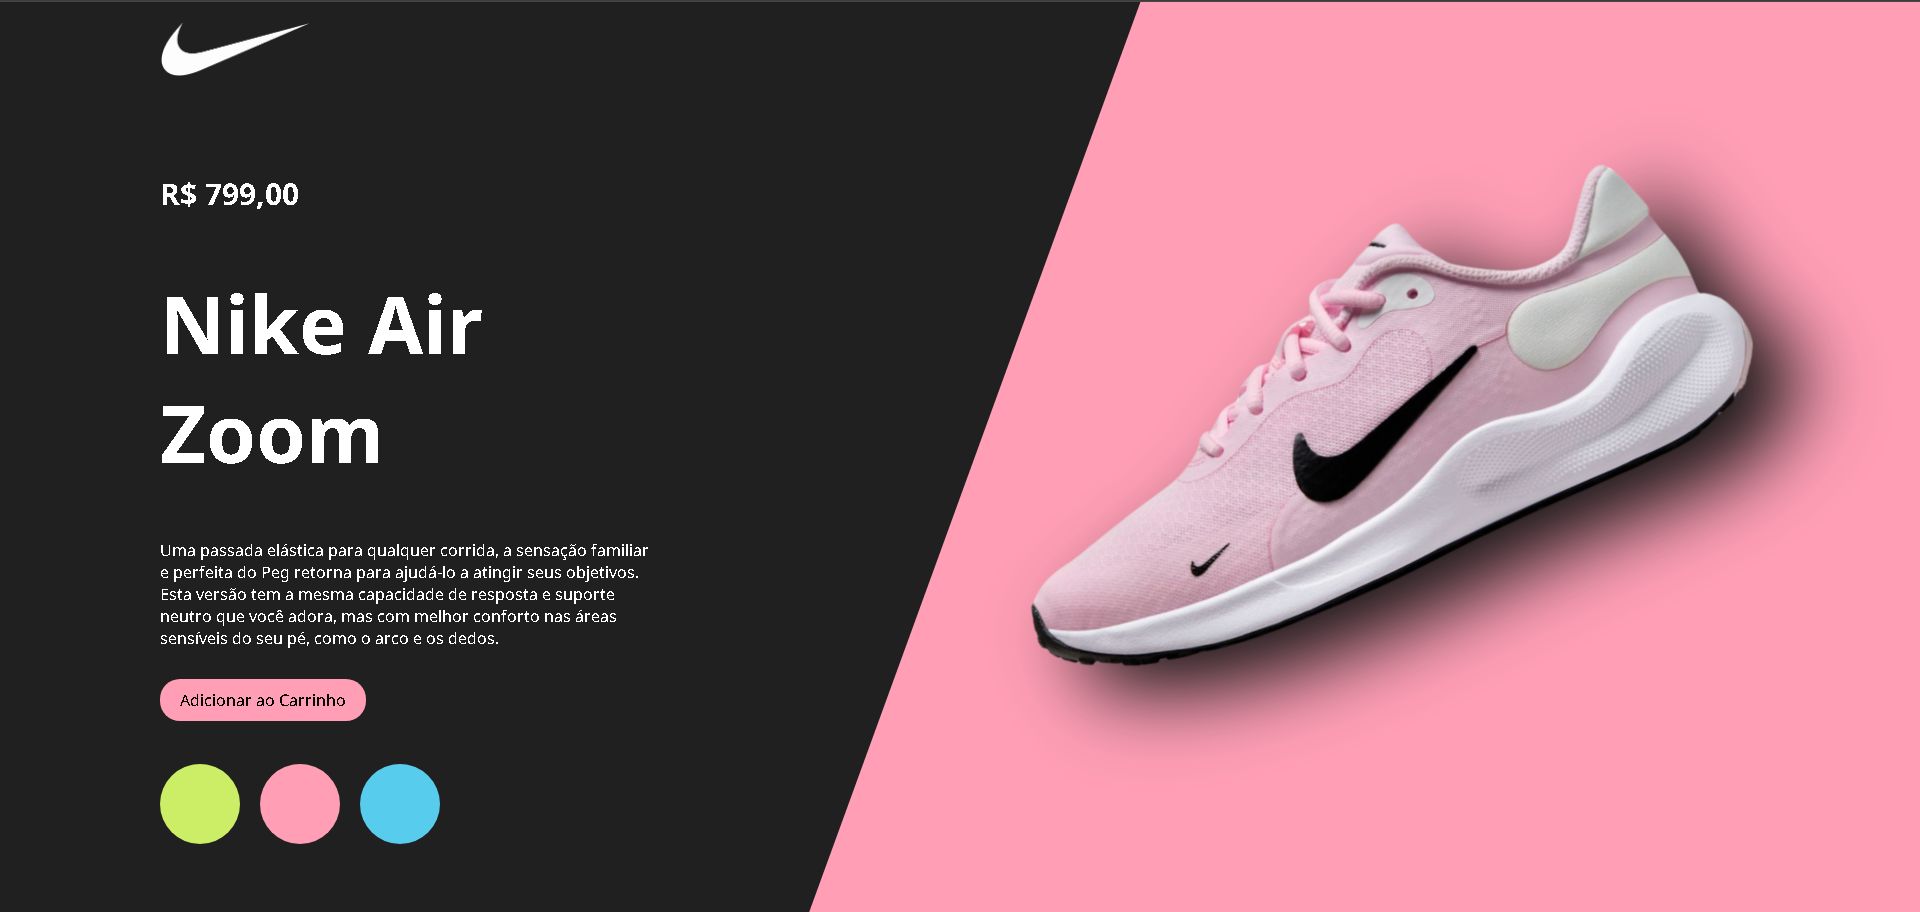 R$ 799,00
Nike Air
Zoom
Uma passada elástica para qualquer corrida, a sensação familiar
e perfeita do Peg retorna para ajudá-lo a atingir seus objetivos.
Esta versão tem a mesma capacidade de resposta e suporte
neutro que você adora, mas com melhor conforto nas áreas
sensíveis do seu pé, como o arco e os dedos.
Adicionar ao Carrinho